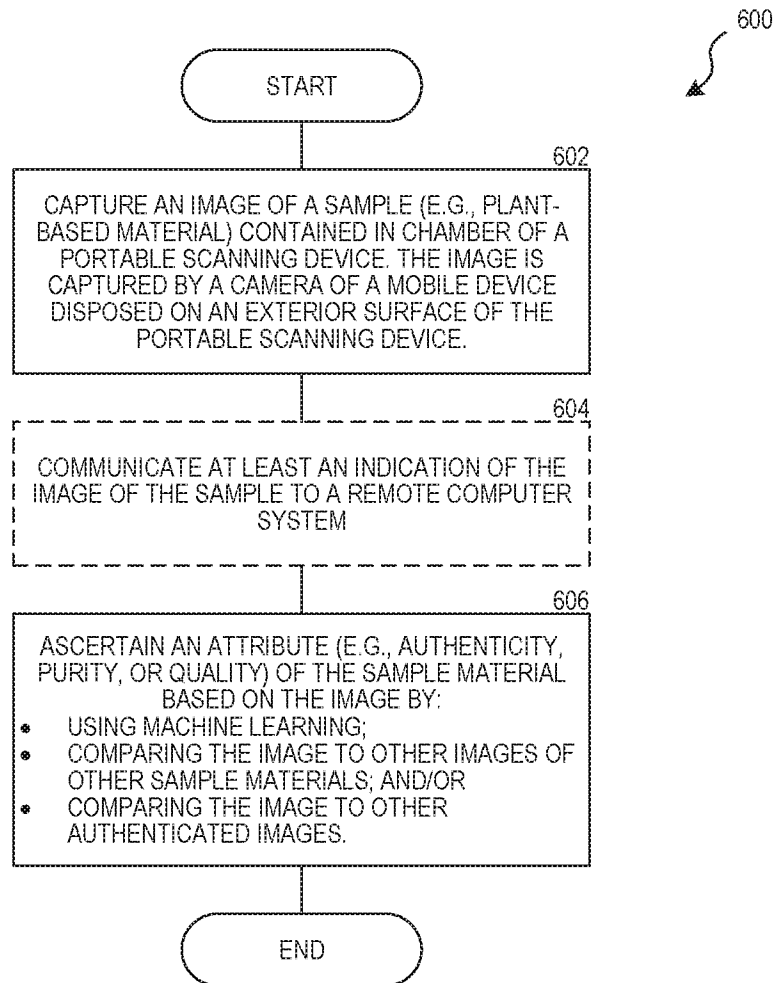 600
START
602
CAPTURE AN IMAGE OF A SAMPLE (E.G., PLANT-
BASED MATERIAL) CONTAINED IN CHAMBER OF A
PORTABLE SCANNING DEVICE. THE IMAGE IS
CAPTURED BY A CAMERA OF A MOBILE DEVICE
DISPOSED ON AN EXTERIOR SURFACE OF THE
PORTABLE SCANNING DEVICE.
604
COMMUNICATE AT LEAST AN INDICATION OF THE
IMAGE OF THE SAMPLE TO A REMOTE COMPUTER
SYSTEM
606
ASCERTAIN AN ATTRIBUTE (E.G., AUTHENTICITY,
PURITY, OR QUALITY) OF THE SAMPLE MATERIAL
BASED ON THE IMAGE BY:
• USING MACHINE LEARNING;
• COMPARING THE IMAGE TO OTHER IMAGES OF
OTHER SAMPLE MATERIALS; AND/OR
• COMPARING THE IMAGE TO OTHER
AUTHENTICATED IMAGES.
END